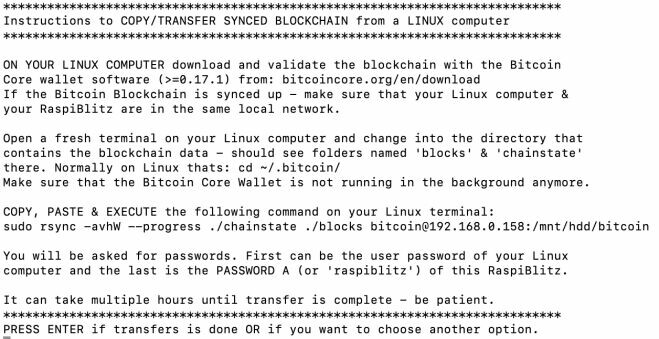 ***************************************************************************
Instructions to COPY/TRANSFER SYNCED BLOCKCHAIN from a LINUX computer
***************************************************************************
ON YOUR LINUX COMPUTER download and validate the blockchain with the Bitcoin
Core wallet software (>=0.17.1) from: bitcoincore.org/en/download
If the Bitcoin Blockchain is synced up - make sure that your Linux computer &
your RaspiBlitz are in the same local network.
Open a fresh terminal on your Linux computer and change into the directory that
contains the blockchain data - should see folders named 'blocks' & 'chainstate'
there. Normally on Linux thats: cd ~/.bitcoin/
Make sure that the Bitcoin Core Wallet is not running in the background anymore.
COPY, PASTE & EXECUTE the following command on your Linux terminal:
sudo rsync -avhW --progress ./chainstate ./blocks bitcoin@192.168.0.158:/mnt/hdd/bitcoin
You will be asked for passwords. First can be the user password of your Linux
computer and the last is the PASSWORD A (or 'raspiblitz') of this RaspiBlitz.
It can take multiple hours until transfer is complete - be patient.
***************************************************************************
PRESS ENTER if transfers is done OR if you want to choose another option.